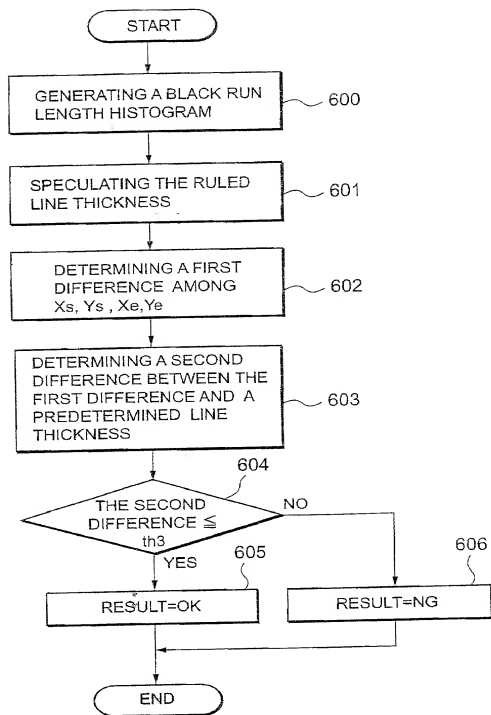 START
GENERATING A BLACK RUN
LENGTH HISTOGRAM
600
SPECULATING THE RULED
LINE THICKNESS
601
DETERMINING A FIRST
DIFFERENCE AMONG
Xs, Ys , Xe,Ye
602
DETERMINING A SECOND
DIFFERENCE BETWEEN THE
FIRST DIFFERENCE AND A
PREDETERMINED LINE
THICKNESS
603
604
THE SECOND
DIFFERENCE ≦
th3
NO
YES
605
RESULT=OK
606
RESULT=NG
END